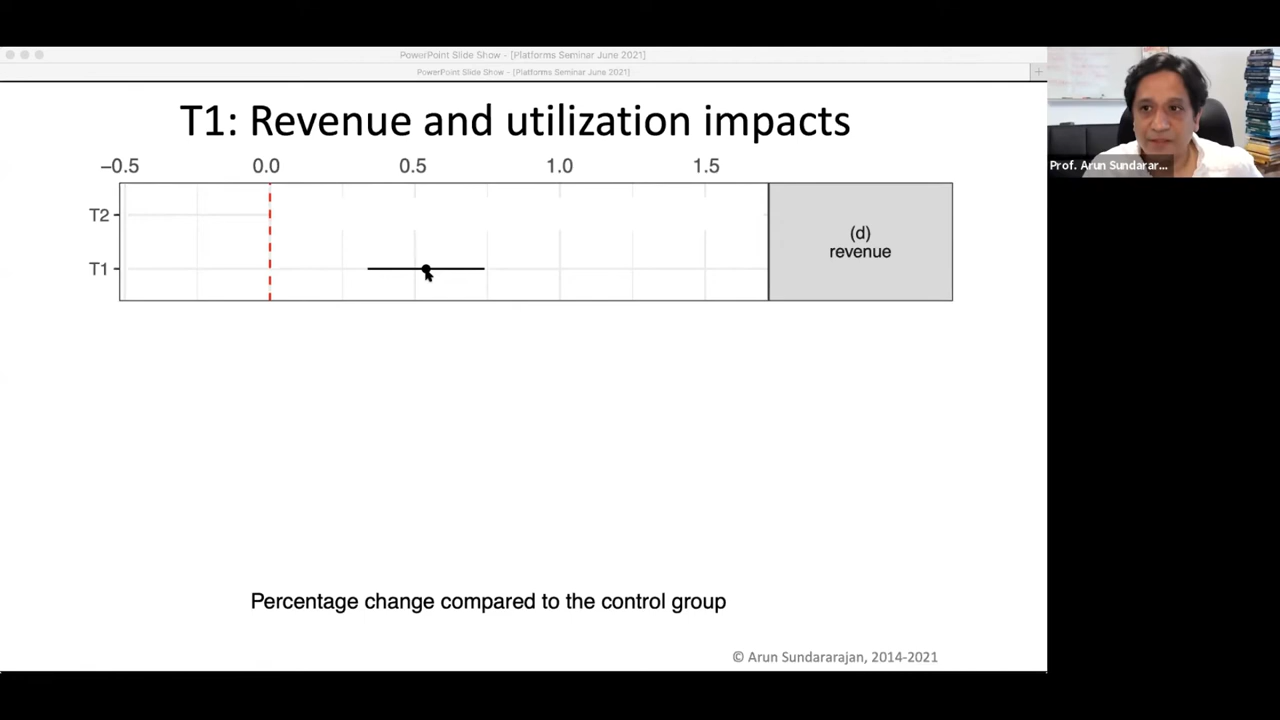 PowerPoint Slide Show - [Platforms Seminar June 2021]
PowerPoint Slide Show - [Platforms Seminar June 2021]
+
T1: Revenue and utilization impacts
−0.5 0.0 0.5 1.0 1.5
T2
T1
(d)
revenue
Percentage change compared to the control group
© Arun Sundararajan, 2014-2021
Prof. Arun Sundarar...